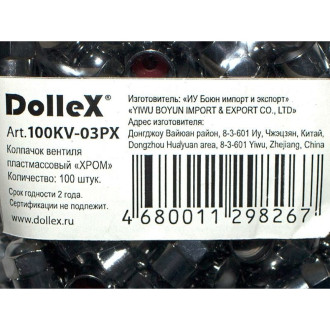 DolleX®
Art.100KV-03PX
Колпачок вентиля
пластмассовый «ХРОМ»
Количество: 100 штук.
Срок годности 2 года.
Сертификации не подлежит.
www.dollex.ru
Изготовитель: «ИУ Боюн импорт и экспорт»
«YIWU BOYUN IMPORT & EXPORT CO., LTD»
Адрес изготовителя:
Донгджоу Вайюан район, 8-3-601 Иу, Чжэцзян, Китай,
Dongzhou Hualyuan area, 8-3-601 Yiwu, Zhejiang, China
4 680011 298267